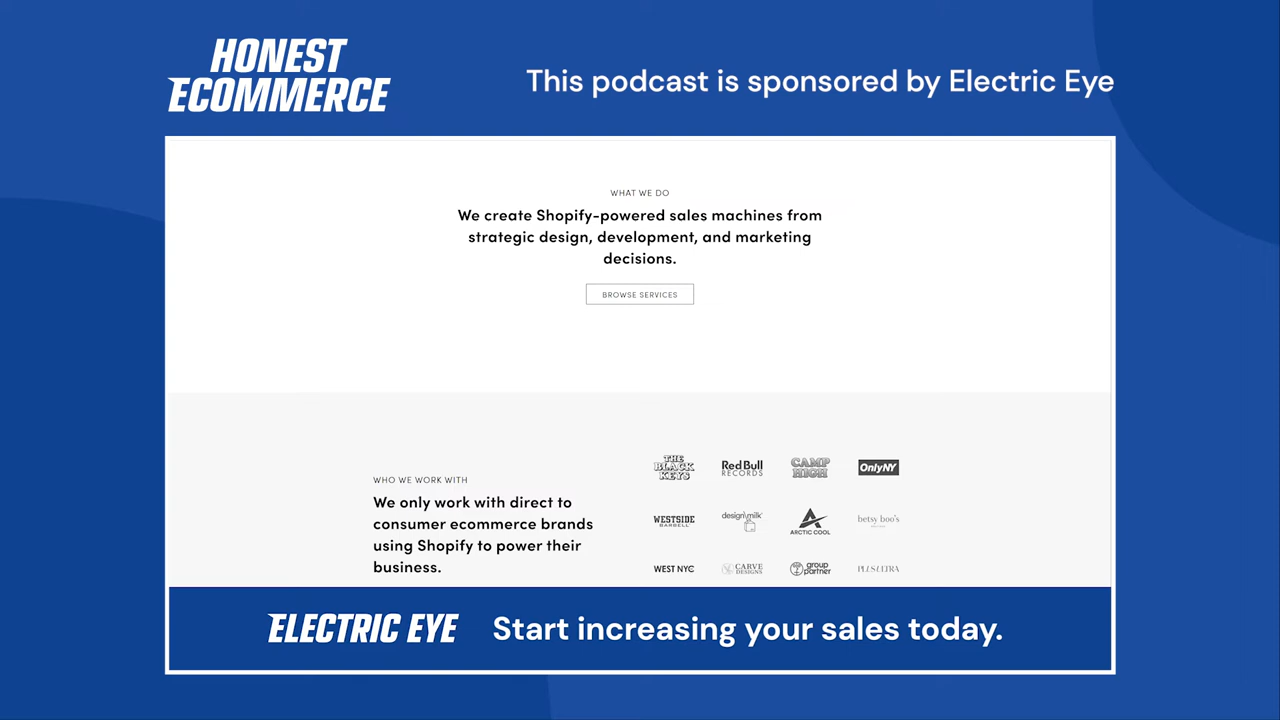 HONEST
ECOMMERCE
This podcast is sponsored by Electric Eye
WHAT WE DO
We create Shopify-powered sales machines from
strategic design, development, and marketing
decisions.
BROWSE SERVICES
WHO WE WORK WITH
We only work with direct to
consumer ecommerce brands
using Shopify to power their
business.
THE
BLACK
KEYS
Red Bull
RECORDS
CAMP
HIGH
OnlyNY
WESTSIDE
BARBELL
design\milk
ARCTIC COOL
betsy boo's
WEST NYC
CARVE
DESIGNS
group
partner
PLUS ULTRA
ELECTRIC EYE
Start increasing your sales today.